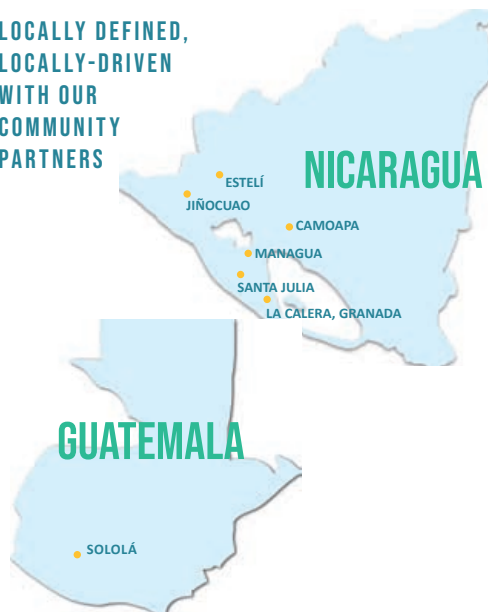 LOCALLY DEFINED,
LOCALLY-DRIVEN
WITH OUR
COMMUNITY
PARTNERS
NICARAGUA
ESTELÍ
JIÑOCUAO
CAMOAPA
MANAGUA
SANTA JULIA
LA CALERA, GRANADA
GUATEMALA
SOLOLÁ